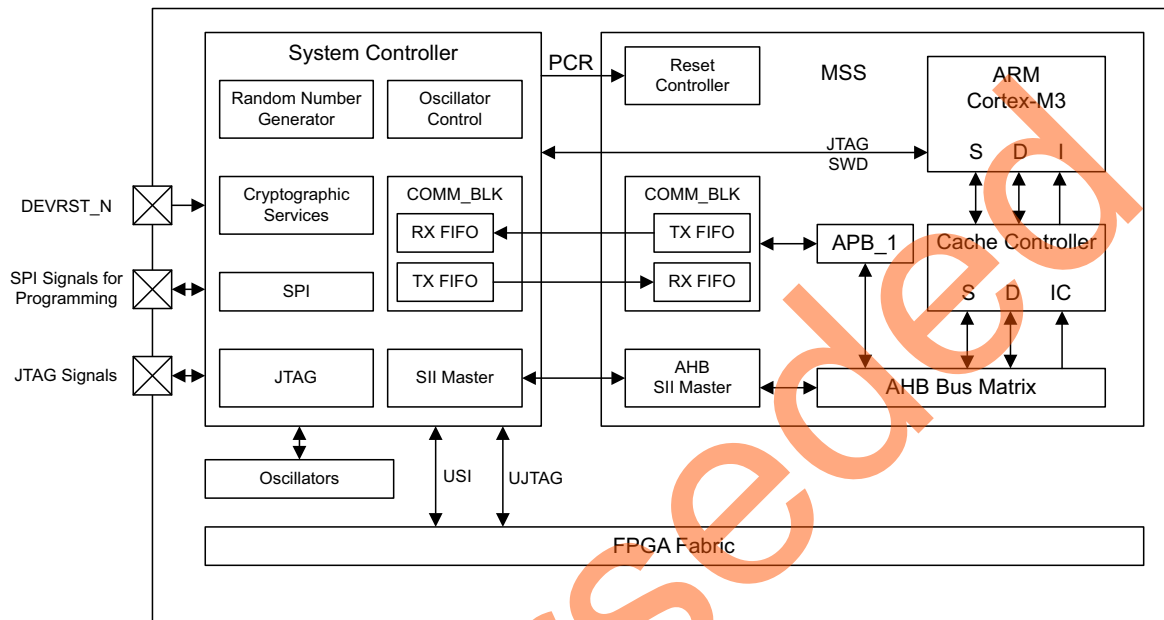 System Controller
Random Number
Generator
Oscillator
Control
Cryptographic
Services
COMM_BLK
RX FIFO
TX FIFO
SPI
JTAG
SII Master
PCR
Reset
Controller
MSS
ARM
Cortex-M3
S D I
JTAG
SWD
COMM_BLK
TX FIFO
RX FIFO
APB_1
Cache Controller
S D IC
AHB
SII Master
AHB Bus Matrix
DEVRST_N
SPI Signals for
Programming
JTAG Signals
Oscillators
USI
UJTAG
FPGA Fabric